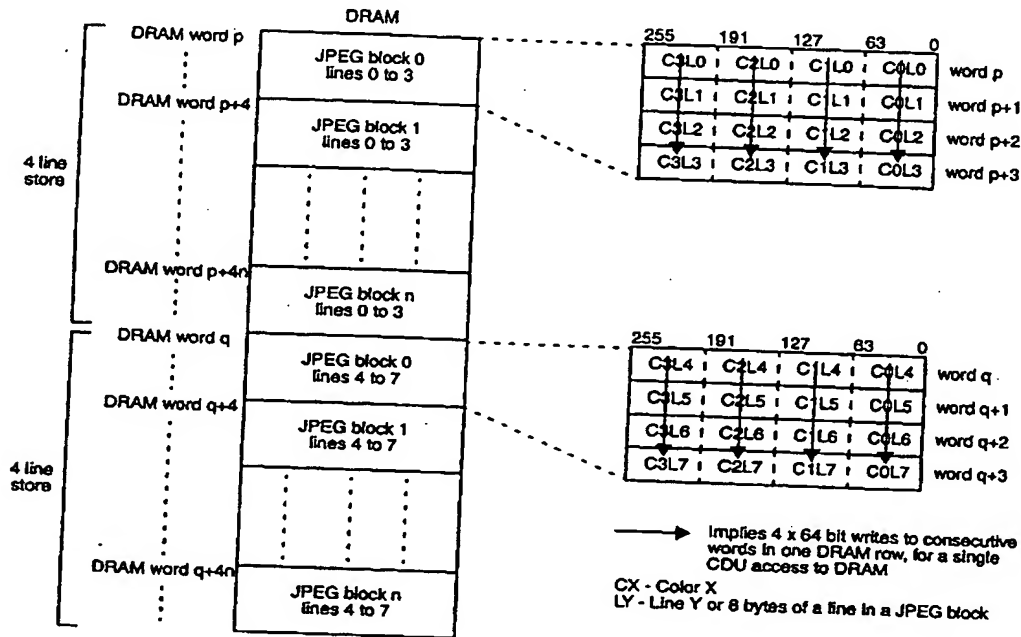 DRAM
DRAM word p
JPEG block 0
lines 0 to 3
DRAM word p+4
JPEG block 1
lines 0 to 3
4 line
store
DRAM word p+4n
JPEG block n
lines 0 to 3
DRAM word q
JPEG block 0
lines 4 to 7
DRAM word q+4
JPEG block 1
lines 4 to 7
4 line
store
DRAM word q+4n
JPEG block n
lines 4 to 7
255 191 127 63 0
C3L0 C2L0 C1L0 C0L0 word p
C3L1 C2L1 C1L1 C0L1 word p+1
C3L2 C2L2 C1L2 C0L2 word p+2
C3L3 C2L3 C1L3 C0L3 word p+3
255 191 127 63 0
C3L4 C2L4 C1L4 C0L4 word q
C3L5 C2L5 C1L5 C0L5 word q+1
C3L6 C2L6 C1L6 C0L6 word q+2
C3L7 C2L7 C1L7 C0L7 word q+3
Implies 4 x 64 bit writes to consecutive
words in one DRAM row, for a single
CDU access to DRAM
CX - Color X
LY - Line Y or 8 bytes of a line in a JPEG block